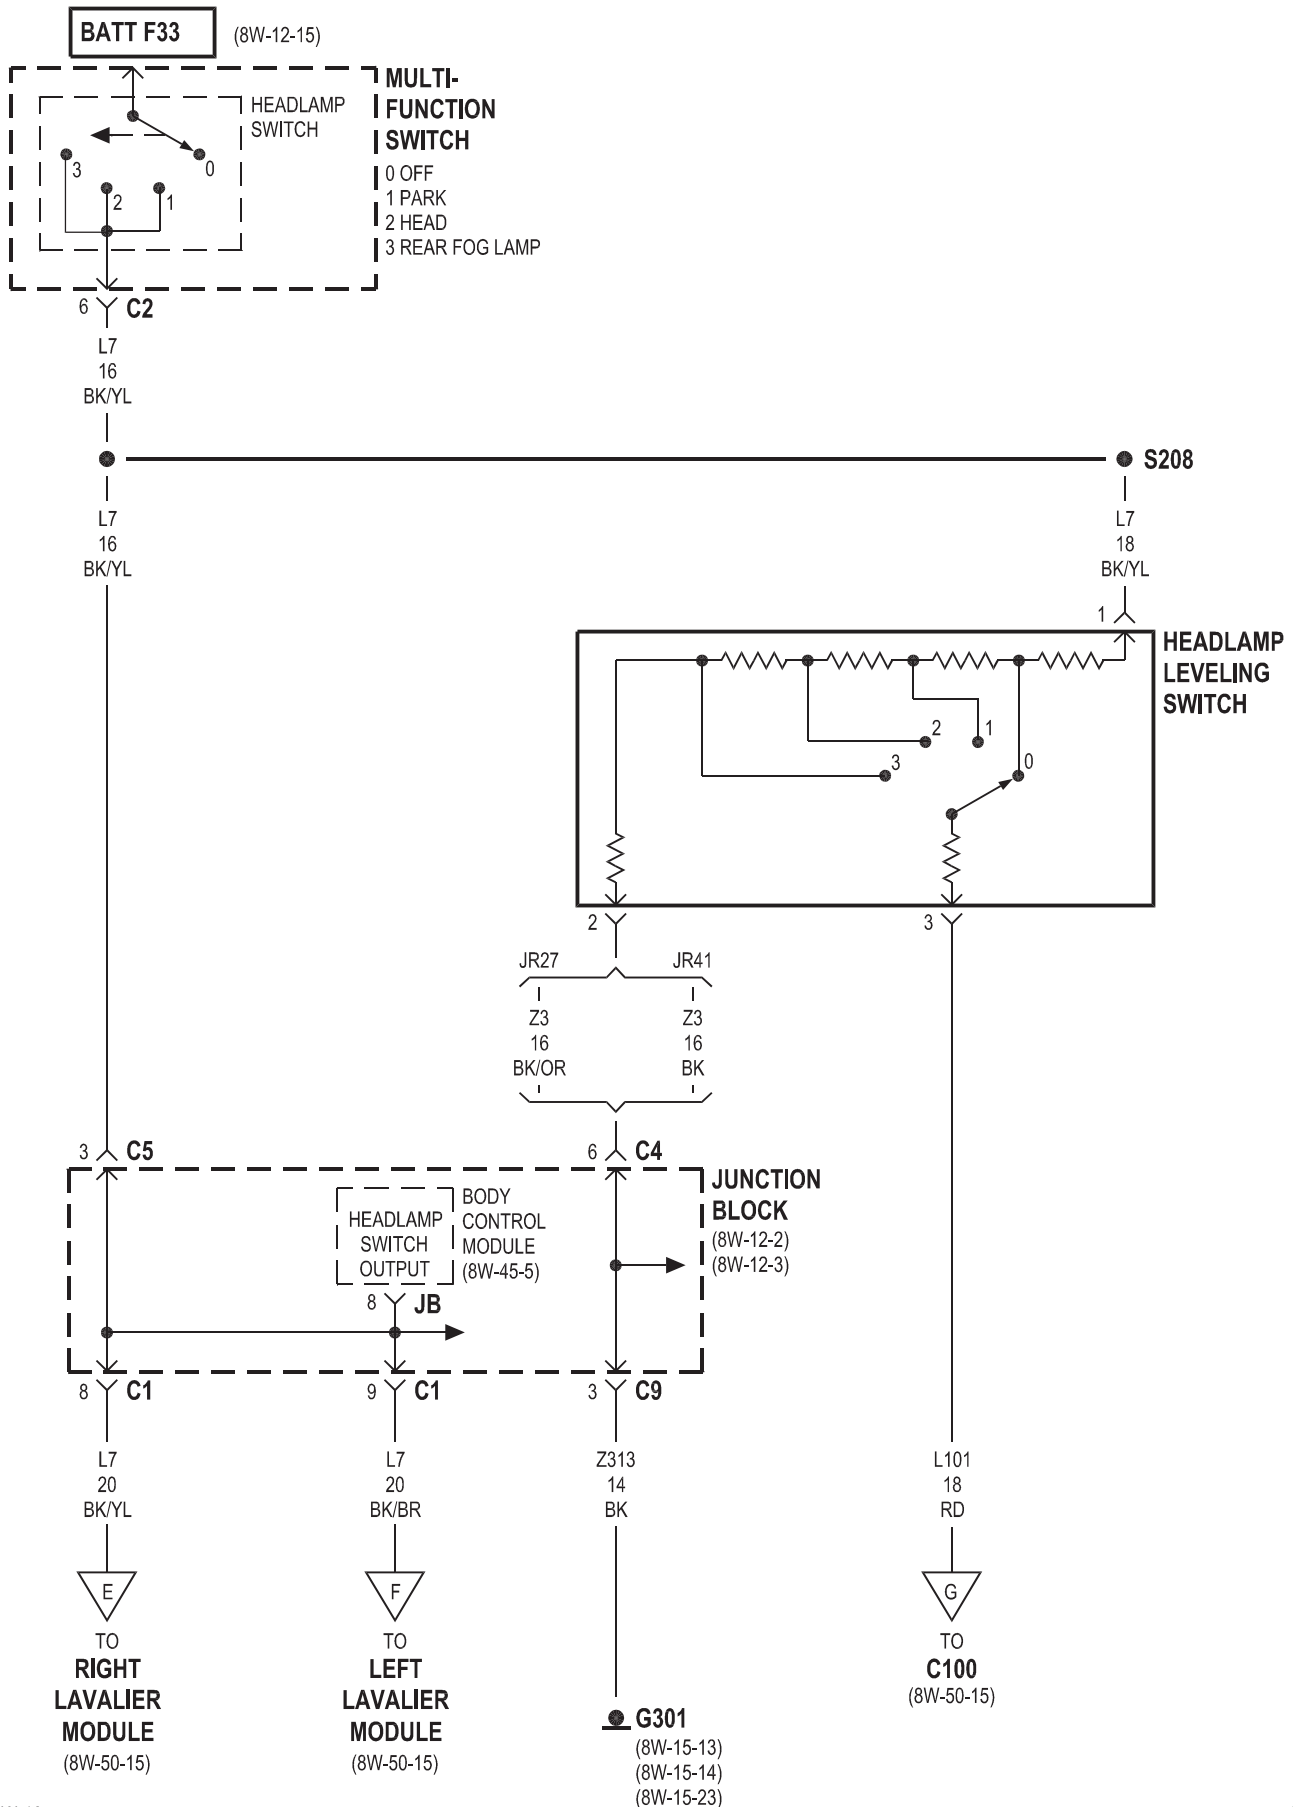 BATT F33
(8W-12-15)
MULTI-
FUNCTION
SWITCH
HEADLAMP
SWITCH
3
0
2
1
0 OFF
1 PARK
2 HEAD
3 REAR FOG LAMP
6
C2
L7
16
BK/YL
S208
L7
16
BK/YL
L7
18
BK/YL
1
HEADLAMP
LEVELING
SWITCH
2
1
3
0
2
3
JR27
JR41
Z3
16
BK/OR
Z3
16
BK
3
C5
6
C4
JUNCTION
BLOCK
(8W-12-2)
(8W-12-3)
HEADLAMP
SWITCH
OUTPUT
BODY
CONTROL
MODULE
(8W-45-5)
8
JB
8
C1
9
C1
3
C9
L7
20
BK/YL
L7
20
BK/BR
Z313
14
BK
L101
18
RD
E
F
G
TO
RIGHT
LAVALIER
MODULE
(8W-50-15)
TO
LEFT
LAVALIER
MODULE
(8W-50-15)
TO
C100
(8W-50-15)
G301
(8W-15-13)
(8W-15-14)
(8W-15-23)